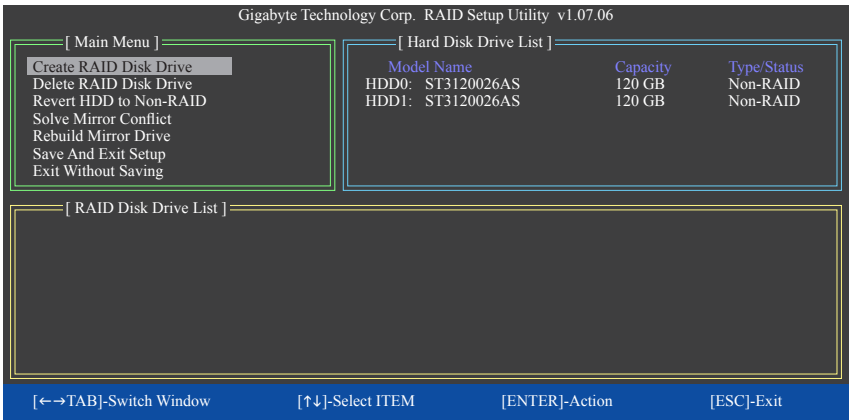 Gigabyte Technology Corp. RAID Setup Utility v1.07.06
[ Main Menu ]
Create RAID Disk Drive
Delete RAID Disk Drive
Revert HDD to Non-RAID
Solve Mirror Conflict
Rebuild Mirror Drive
Save And Exit Setup
Exit Without Saving
[ Hard Disk Drive List ]
Model Name Capacity Type/Status
HDD0: ST3120026AS 120 GB Non-RAID
HDD1: ST3120026AS 120 GB Non-RAID
[ RAID Disk Drive List ]
[←→TAB]-Switch Window [↑↓]-Select ITEM [ENTER]-Action [ESC]-Exit